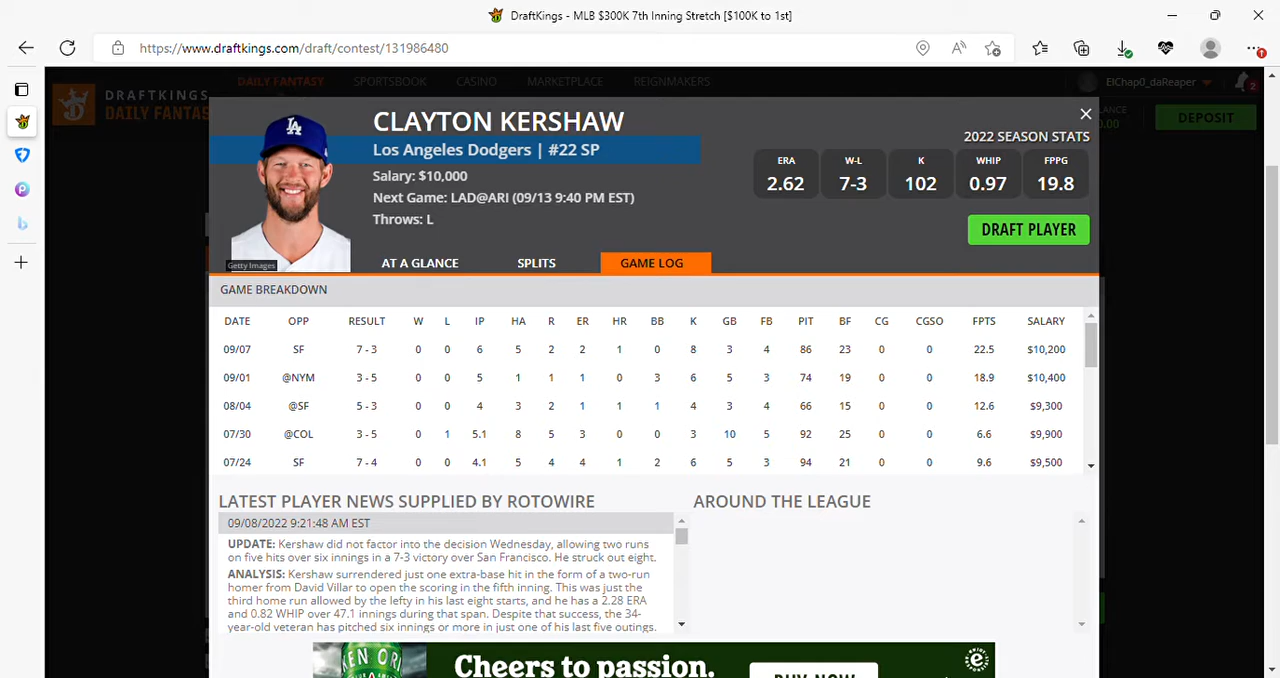 DraftKings - MLB $300K 7th Inning Stretch [$100K to 1st]
https://www.draftkings.com/draft/contest/131986480
DAILY FANTASY SPORTSBOOK CASINO MARKETPLACE REIGNMAKERS
ElChap0_daReaper
2
DRAFTKINGS
DEPOSIT
CLAYTON KERSHAW
Los Angeles Dodgers | #22 SP
Salary: $10,000
Next Game: LAD@ARI (09/13 9:40 PM EST)
Throws: L
LA
Getty Images
2022 SEASON STATS
ERA W-L K WHIP FPPG
2.62 7-3 102 0.97 19.8
DRAFT PLAYER
AT A GLANCE SPLITS GAME LOG
GAME BREAKDOWN
DATE OPP RESULT W L IP HA R ER HR BB K GB FB PIT BF CG CGSO FPTS SALARY
09/07 SF 7 - 3 0 0 6 5 2 2 1 0 8 3 4 86 23 0 0 22.5 $10,200
09/01 @NYM 3 - 5 0 0 5 1 1 1 0 3 6 5 3 74 19 0 0 18.9 $10,400
08/04 @SF 5 - 3 0 0 4 3 2 1 1 1 4 3 4 66 15 0 0 12.6 $9,300
07/30 @COL 3 - 5 0 1 5.1 8 5 3 0 0 3 10 5 92 25 0 0 6.6 $9,900
07/24 SF 7 - 4 0 0 4.1 5 4 4 1 2 6 5 3 94 21 0 0 9.6 $9,500
LATEST PLAYER NEWS SUPPLIED BY ROTOWIRE
09/08/2022 9:21:48 AM EST
UPDATE: Kershaw did not factor into the decision Wednesday, allowing two runs
on five hits over six innings in a 7-3 victory over San Francisco. He struck out eight.
ANALYSIS: Kershaw surrendered just one extra-base hit in the form of a two-run
homer from David Villar to open the scoring in the fifth inning. This was just the
third home run allowed by the lefty in his last eight starts, and he has a 2.28 ERA
and 0.82 WHIP over 47.1 innings during that span. Despite that success, the 34-
year-old veteran has pitched six innings or more in just one of his last five outings.
AROUND THE LEAGUE
Cheers to passion.
BUY NOW